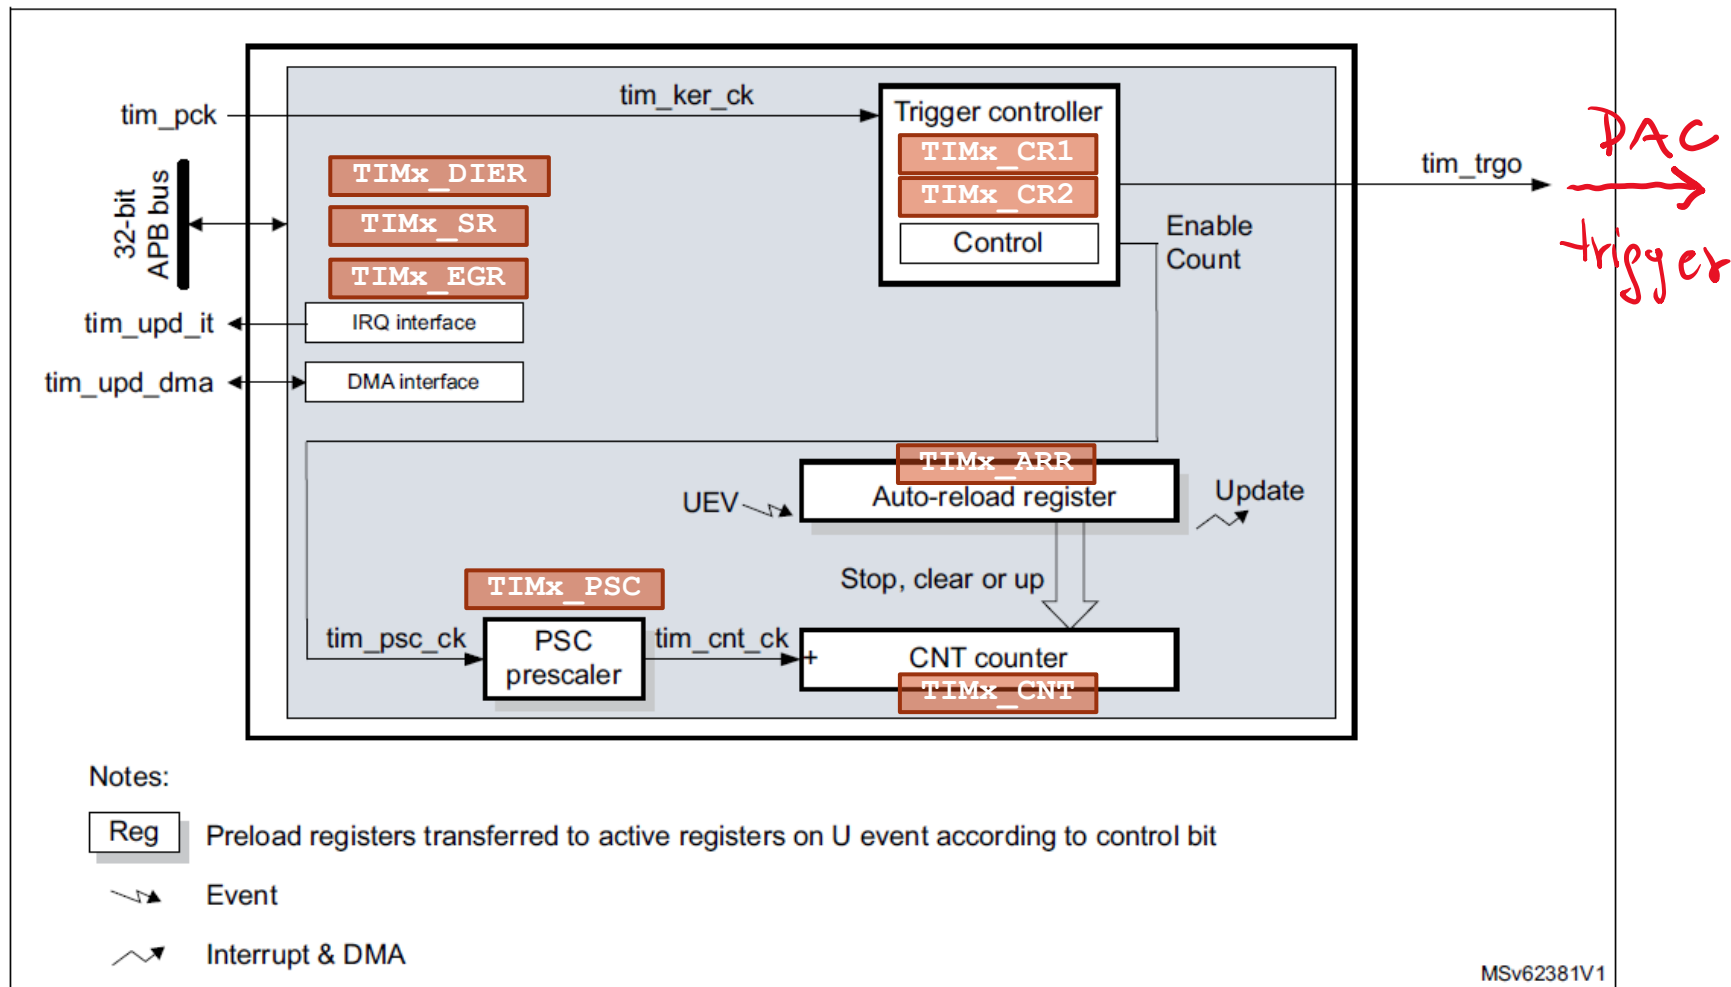 tim_pck
tim_ker_ck
Trigger controller
TIMx_CR1
TIMx_CR2
Control
tim_trgo
DAC
trigger
32-bit
APB bus
TIMx_DIER
TIMx_SR
TIMx_EGR
Enable
Count
tim_upd_it
IRQ interface
tim_upd_dma
DMA interface
TIMx_ARR
UEV
Auto-reload register
Update
Stop, clear or up
TIMx_PSC
tim_psc_ck
PSC
prescaler
tim_cnt_ck
+
CNT counter
TIMx_CNT
Notes:
Reg
Preload registers transferred to active registers on U event according to control bit
Event
Interrupt & DMA
MSv62381V1